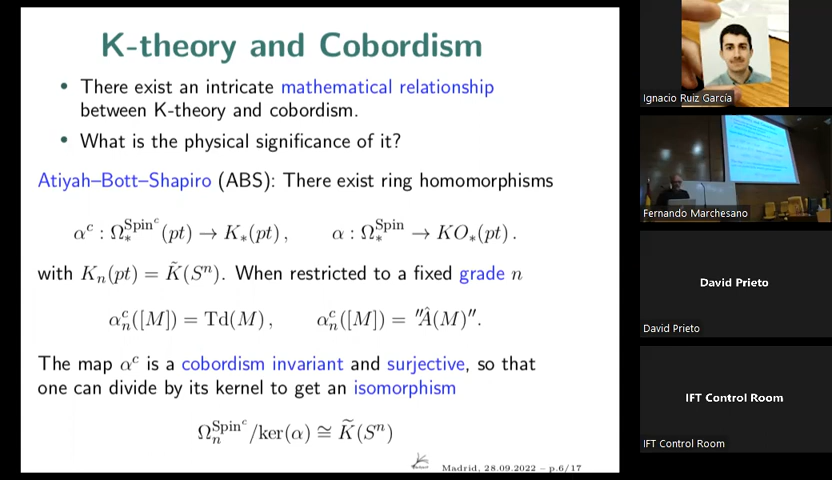 K-theory and Cobordism
• There exist an intricate mathematical relationship
between K-theory and cobordism.
• What is the physical significance of it?
Atiyah–Bott–Shapiro (ABS): There exist ring homomorphisms
α^c : Ω_*^{Spin^c}(pt) → K_*(pt), α : Ω_*^{Spin} → KO_*(pt).
with K_n(pt) = K̃(S^n). When restricted to a fixed grade n
α_n^c([M]) = Td(M), α_n^c([M]) = "Â(M)".
The map α^c is a cobordism invariant and surjective, so that
one can divide by its kernel to get an isomorphism
Ω_n^{Spin^c}/ker(α) ≅ K̃(S^n)
Madrid, 28.09.2022 – p.6/17
Ignacio Ruiz García
Fernando Marchesano
David Prieto
David Prieto
IFT Control Room
IFT Control Room